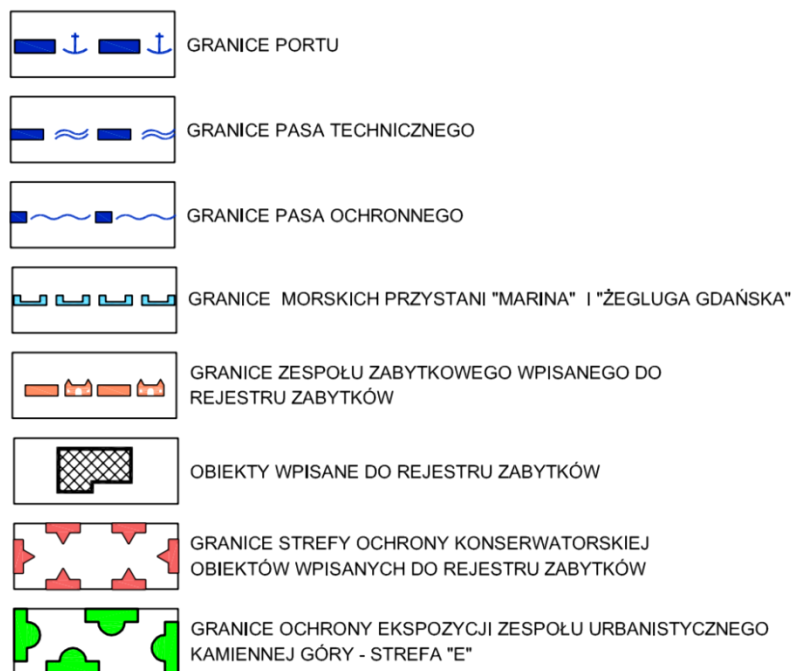 GRANICE PORTU
GRANICE PASA TECHNICZNEGO
GRANICE PASA OCHRONNEGO
GRANICE MORSKICH PRZYSTANI "MARINA" I "ŻEGLUGA GDAŃSKA"
GRANICE ZESPOŁU ZABYTKOWEGO WPISANEGO DO
REJESTRU ZABYTKÓW
OBIEKTY WPISANE DO REJESTRU ZABYTKÓW
GRANICE STREFY OCHRONY KONSERWATORSKIEJ
OBIEKTÓW WPISANYCH DO REJESTRU ZABYTKÓW
GRANICE OCHRONY EKSPOZYCJI ZESPOŁU URBANISTYCZNEGO
KAMIENNEJ GÓRY - STREFA "E"